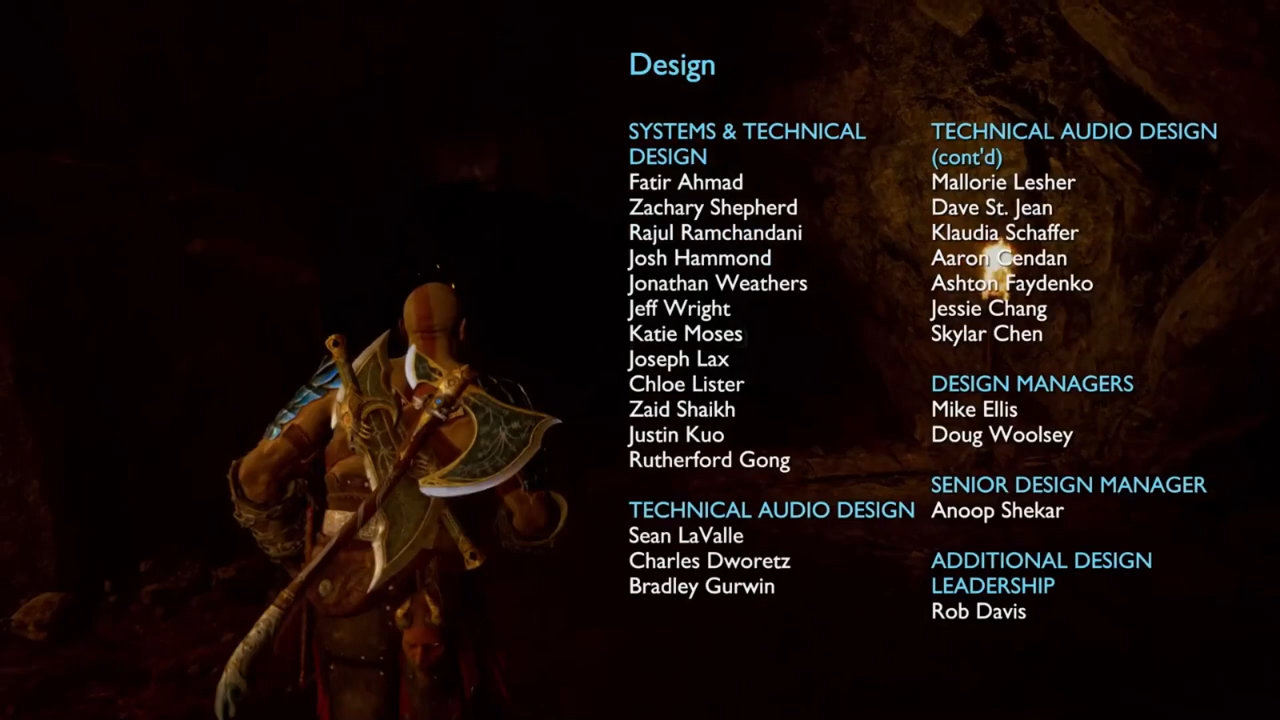 Design
SYSTEMS & TECHNICAL
DESIGN
Fatir Ahmad
Zachary Shepherd
Rajul Ramchandani
Josh Hammond
Jonathan Weathers
Jeff Wright
Katie Moses
Joseph Lax
Chloe Lister
Zaid Shaikh
Justin Kuo
Rutherford Gong
TECHNICAL AUDIO DESIGN
Sean LaValle
Charles Dworetz
Bradley Gurwin
TECHNICAL AUDIO DESIGN
(cont'd)
Mallorie Lesher
Dave St. Jean
Klaudia Schaffer
Aaron Cendan
Ashton Faydenko
Jessie Chang
Skylar Chen
DESIGN MANAGERS
Mike Ellis
Doug Woolsey
SENIOR DESIGN MANAGER
Anoop Shekar
ADDITIONAL DESIGN
LEADERSHIP
Rob Davis